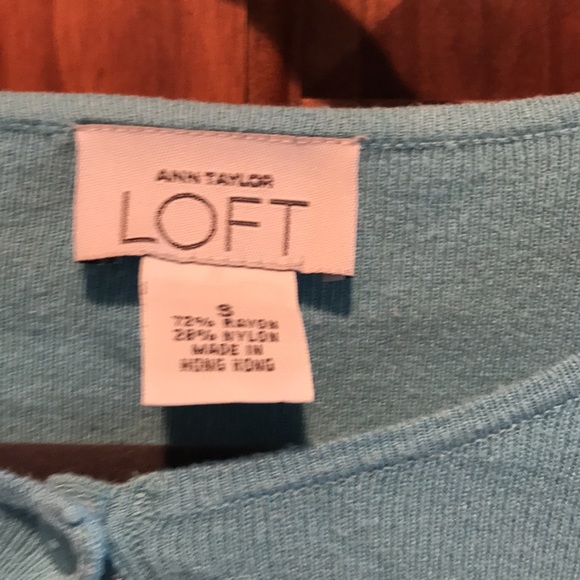 ANN TAYLOR
LOFT
S
72% RAYON
28% NYLON
MADE IN
HONG KONG